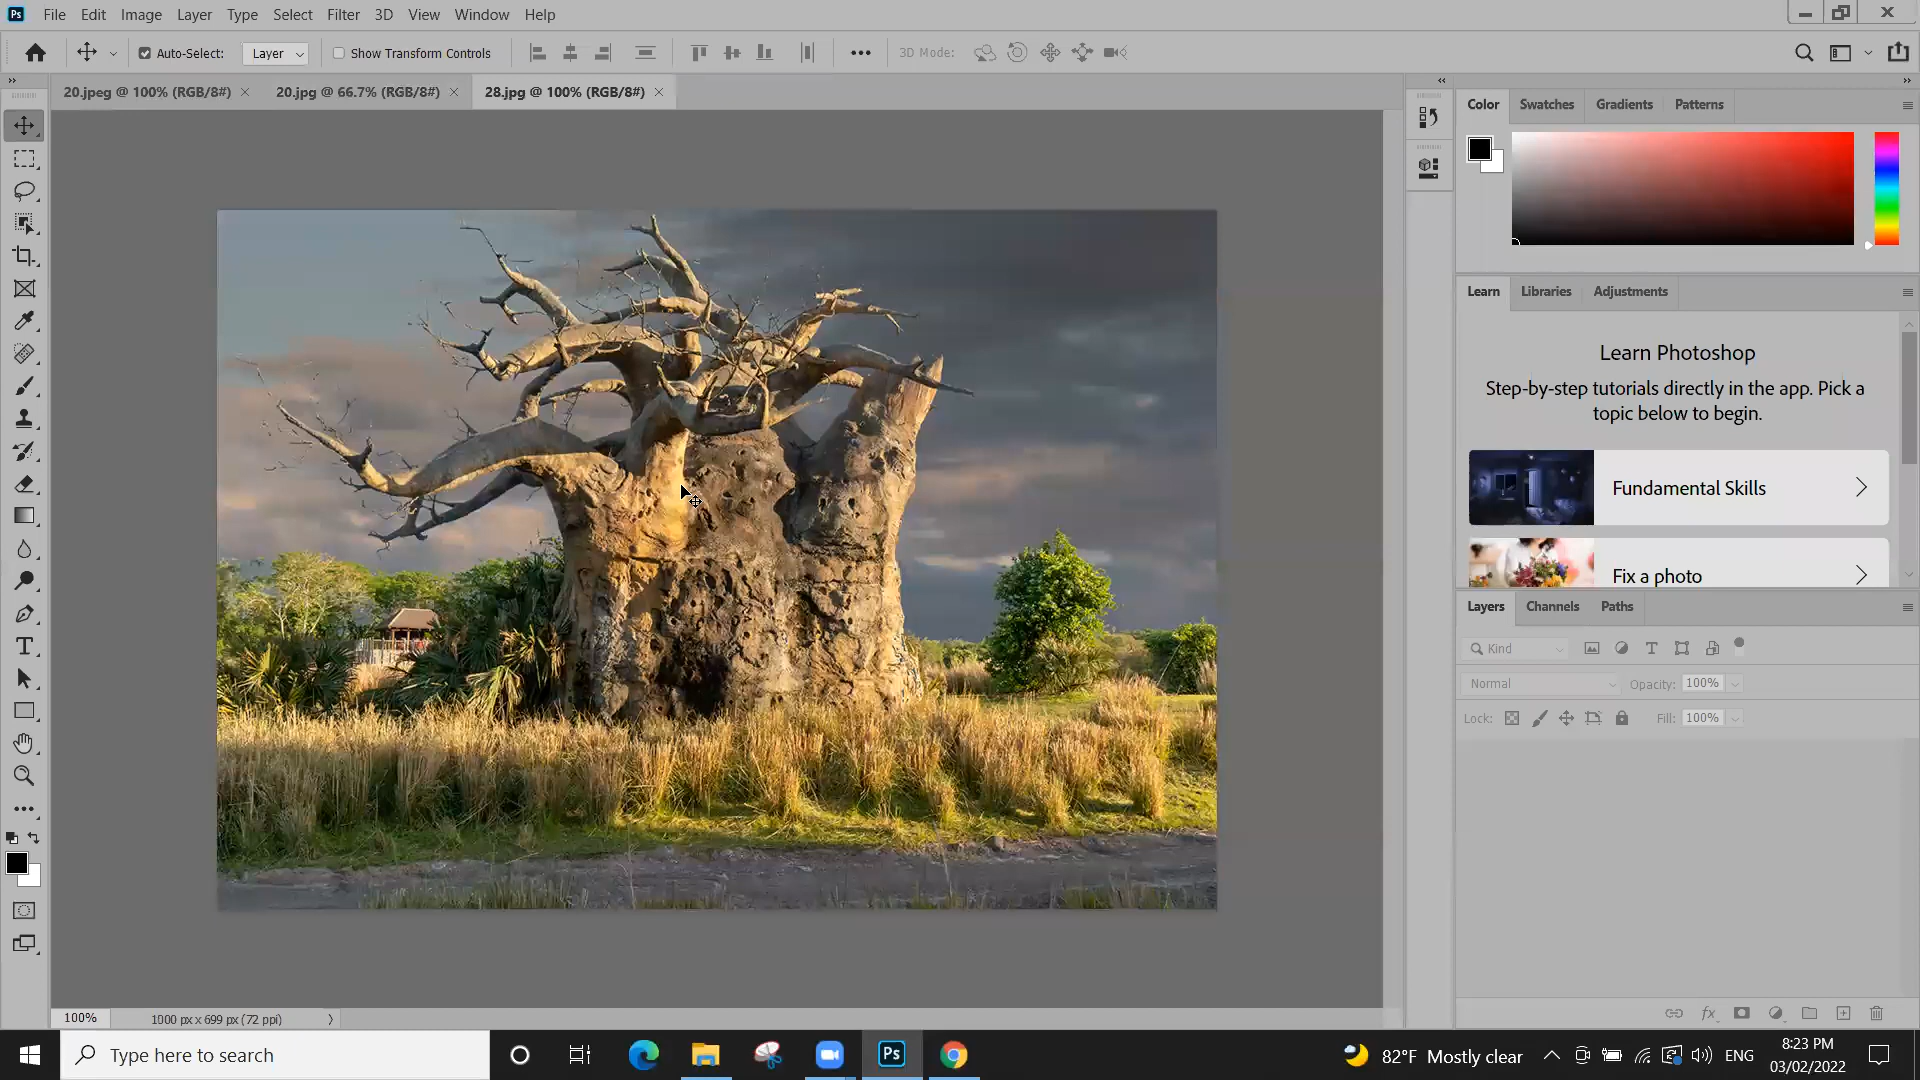 Ps File Edit Image Layer Type Select Filter 3D View Window Help
Auto-Select: Layer Show Transform Controls 3D Mode:
20.jpeg @ 100% (RGB/8#) 20.jpg @ 66.7% (RGB/8#) 28.jpg @ 100% (RGB/8#)
Color Swatches Gradients Patterns
Learn Libraries Adjustments
Learn Photoshop
Step-by-step tutorials directly in the app. Pick a
topic below to begin.
Fundamental Skills
Fix a photo
Layers Channels Paths
Kind
Normal Opacity: 100%
Lock: Fill: 100%
100% 1000 px x 699 px (72 ppi)
Type here to search
Ps
82°F Mostly clear
ENG
8:23 PM
03/02/2022